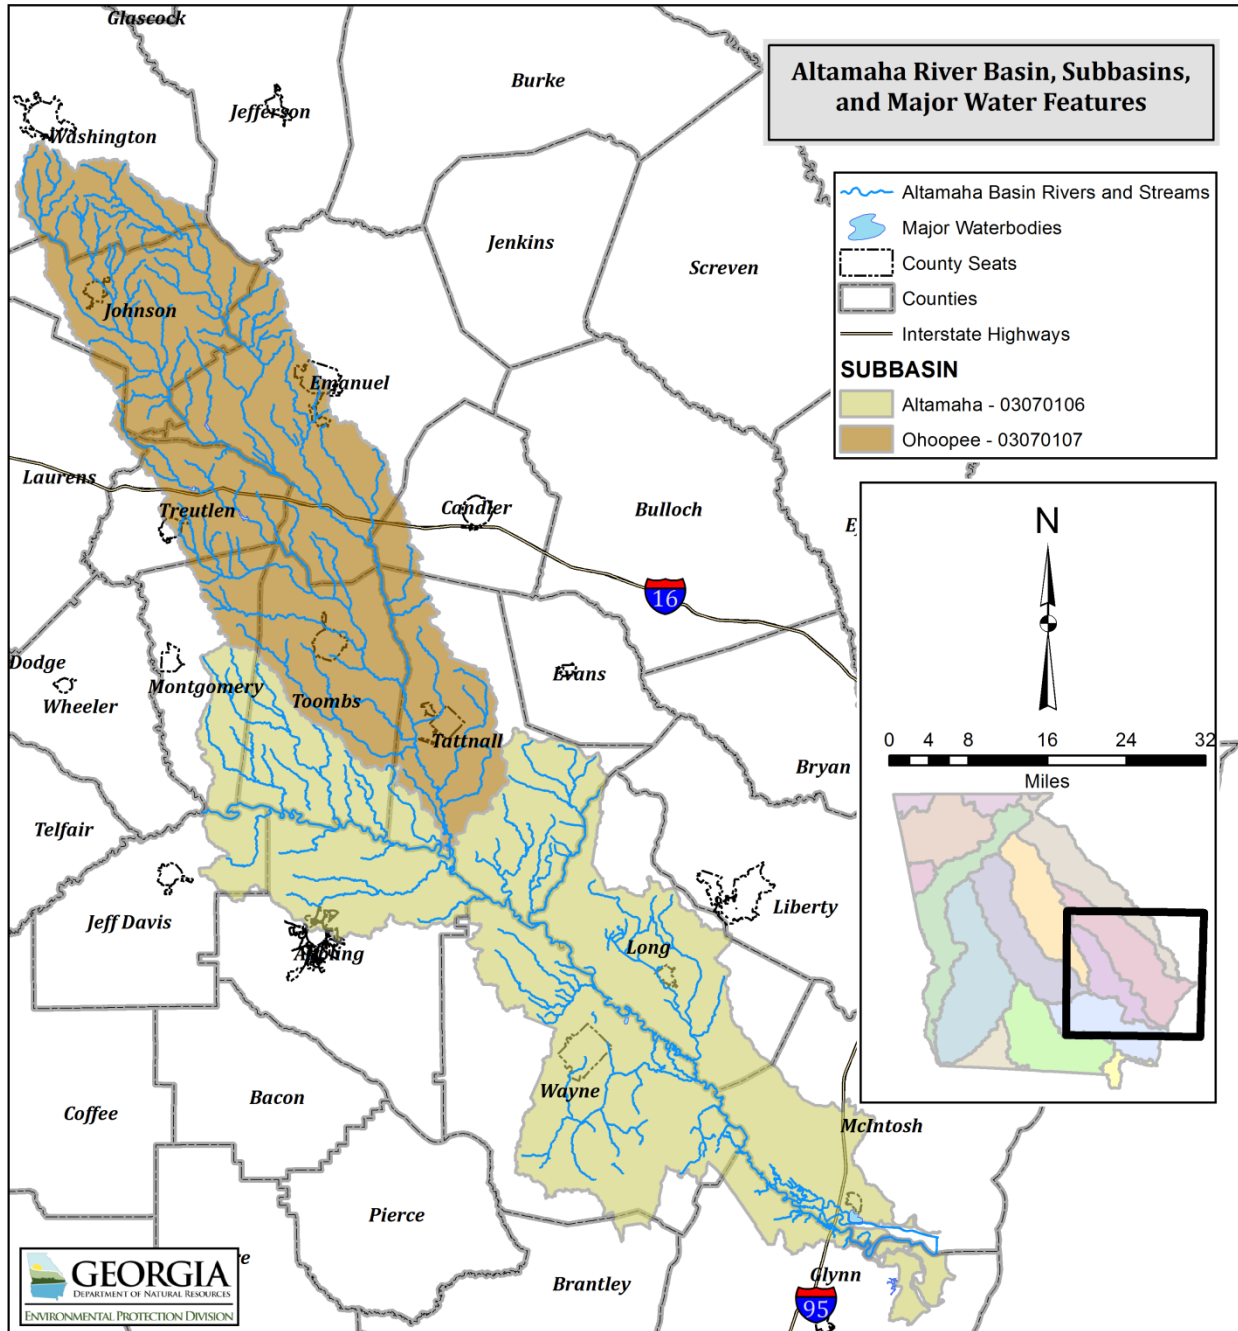 Glascock
Burke
Altamaha River Basin, Subbasins,
and Major Water Features
Jefferson
Washington
Altamaha Basin Rivers and Streams
Major Waterbodies
County Seats
Counties
Interstate Highways
SUBBASIN
Altamaha - 03070106
Ohoopee - 03070107
Jenkins
Screven
Johnson
Emanuel
Laurens
Treutlen
Candler
Bulloch
E
16
N
Dodge
Wheeler
Montgomery
Toombs
Evans
Tattnall
Bryan
0 4 8 16 24 32
Miles
Telfair
Jeff Davis
Appling
Liberty
Long
Coffee
Bacon
Wayne
McIntosh
Pierce
Brantley
Glynn
95
re
GEORGIA
DEPARTMENT OF NATURAL RESOURCES
ENVIRONMENTAL PROTECTION DIVISION